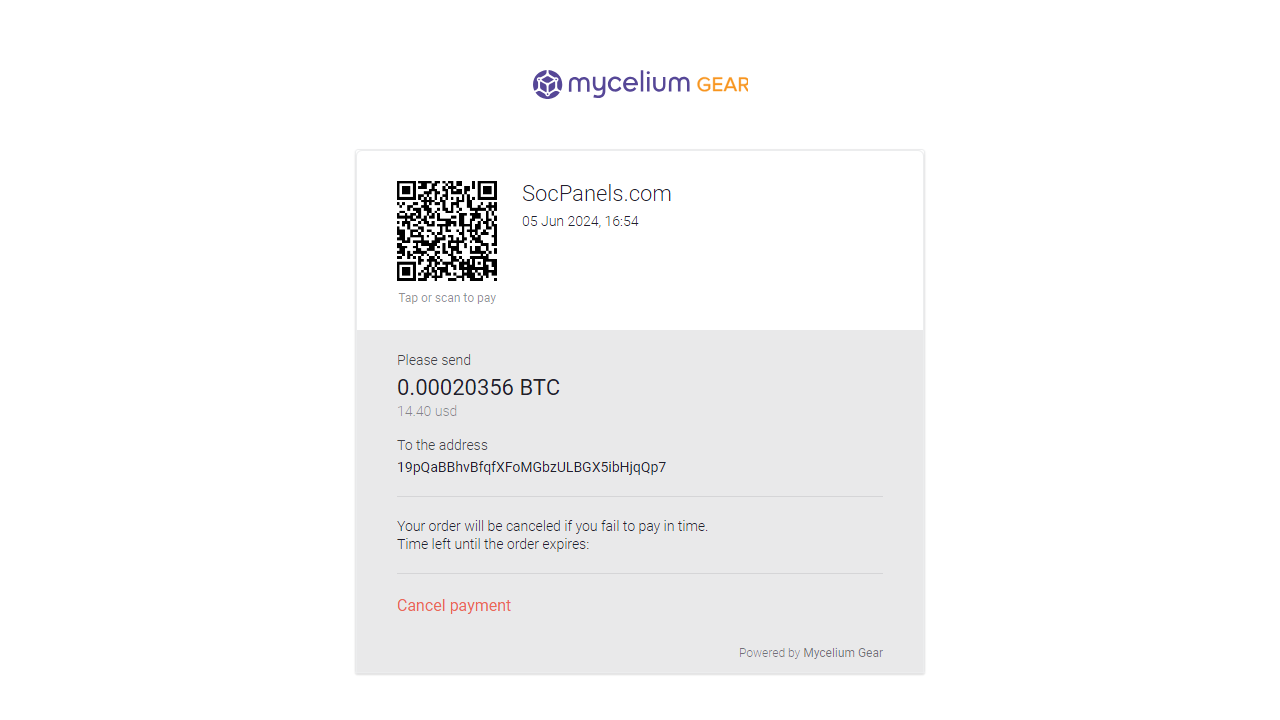 mycelium GEAR
SocPanels.com
05 Jun 2024, 16:54
Tap or scan to pay
Please send
0.00020356 BTC
14.40 usd
To the address
19pQaBBhvBfqfXFoMGbzULBGX5ibHjqQp7
Your order will be canceled if you fail to pay in time.
Time left until the order expires:
Cancel payment
Powered by Mycelium Gear